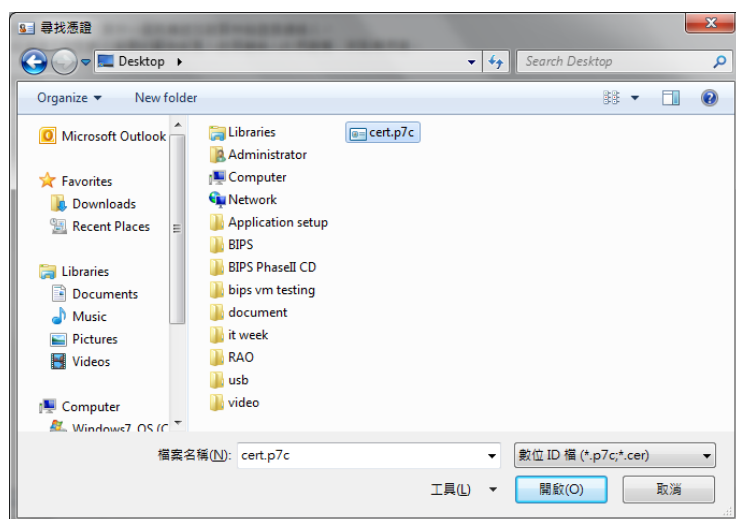 尋找憑證
Desktop
Search Desktop
Organize
New folder
Microsoft Outlook
Favorites
Downloads
Recent Places
Libraries
Documents
Music
Pictures
Videos
Computer
Windows7_OS (C
Libraries
Administrator
Computer
Network
Application setup
BIPS
BIPS PhaseII CD
bips vm testing
document
it week
RAO
usb
video
cert.p7c
檔案名稱(N): cert.p7c
數位 ID 檔 (*.p7c;*.cer)
工具(L)
開啟(O)
取消